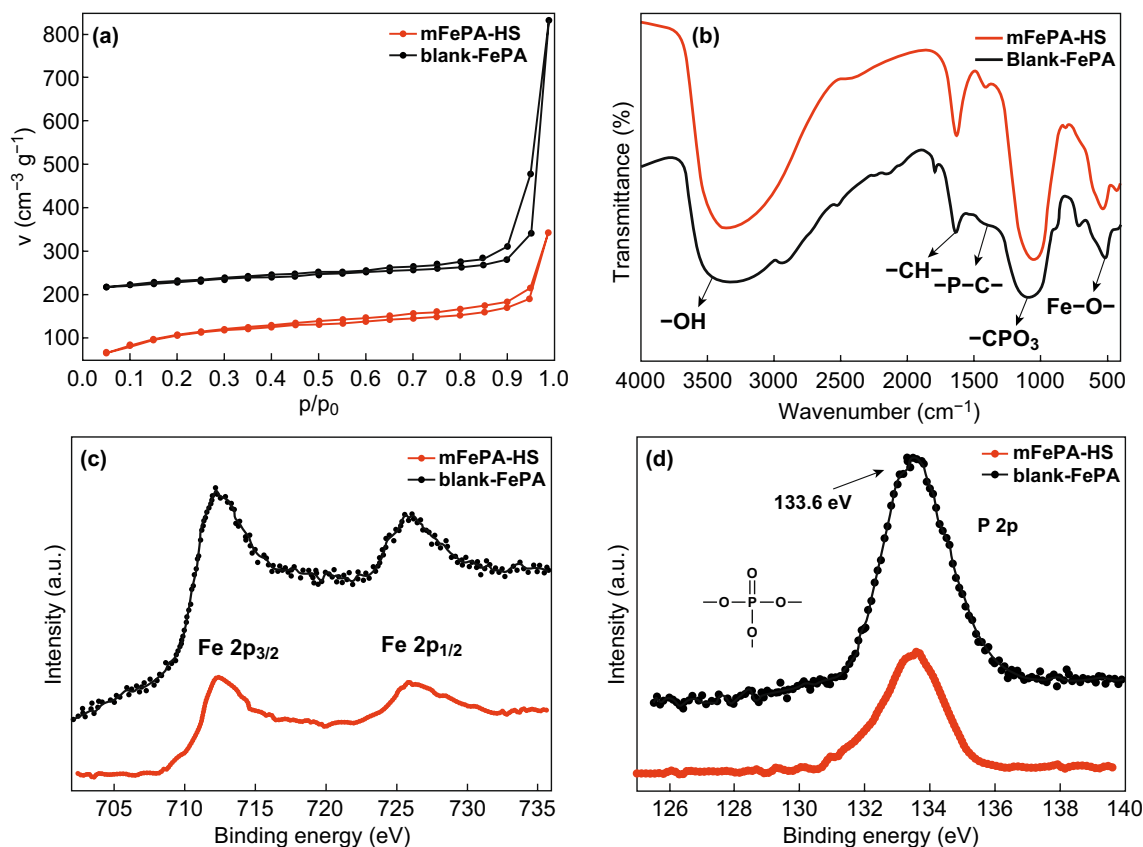 (a)
mFePA-HS
blank-FePA
800
700
600
500
400
300
200
100
v (cm⁻³ g⁻¹)
0.0 0.1 0.2 0.3 0.4 0.5 0.6 0.7 0.8 0.9 1.0
p/p₀
(b)
mFePA-HS
Blank-FePA
Transmittance (%)
−OH
−CH−
−P−C−
−CPO₃
Fe−O−
4000 3500 3000 2500 2000 1500 1000 500
Wavenumber (cm⁻¹)
(c)
mFePA-HS
blank-FePA
Intensity (a.u.)
Fe 2p₃/₂
Fe 2p₁/₂
705 710 715 720 725 730 735
Binding energy (eV)
(d)
mFePA-HS
blank-FePA
133.6 eV
P 2p
Intensity (a.u.)
O
—O—P—O—
O
126 128 130 132 134 136 138 140
Binding energy (eV)